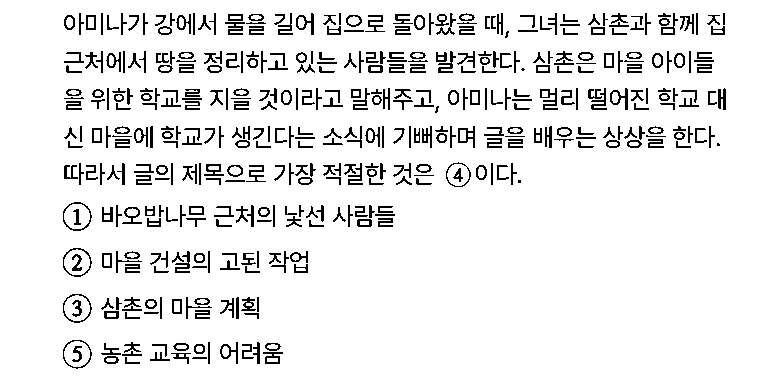 아미나가 강에서 물을 길어 집으로 돌아왔을 때, 그녀는 삼촌과 함께 집
근처에서 땅을 정리하고 있는 사람들을 발견한다. 삼촌은 마을 아이들
을 위한 학교를 지을 것이라고 말해주고, 아미나는 멀리 떨어진 학교 대
신 마을에 학교가 생긴다는 소식에 기뻐하며 글을 배우는 상상을 한다.
따라서 글의 제목으로 가장 적절한 것은 ④이다.
① 바오밥나무 근처의 낯선 사람들
② 마을 건설의 고된 작업
③ 삼촌의 마을 계획
⑤ 농촌 교육의 어려움